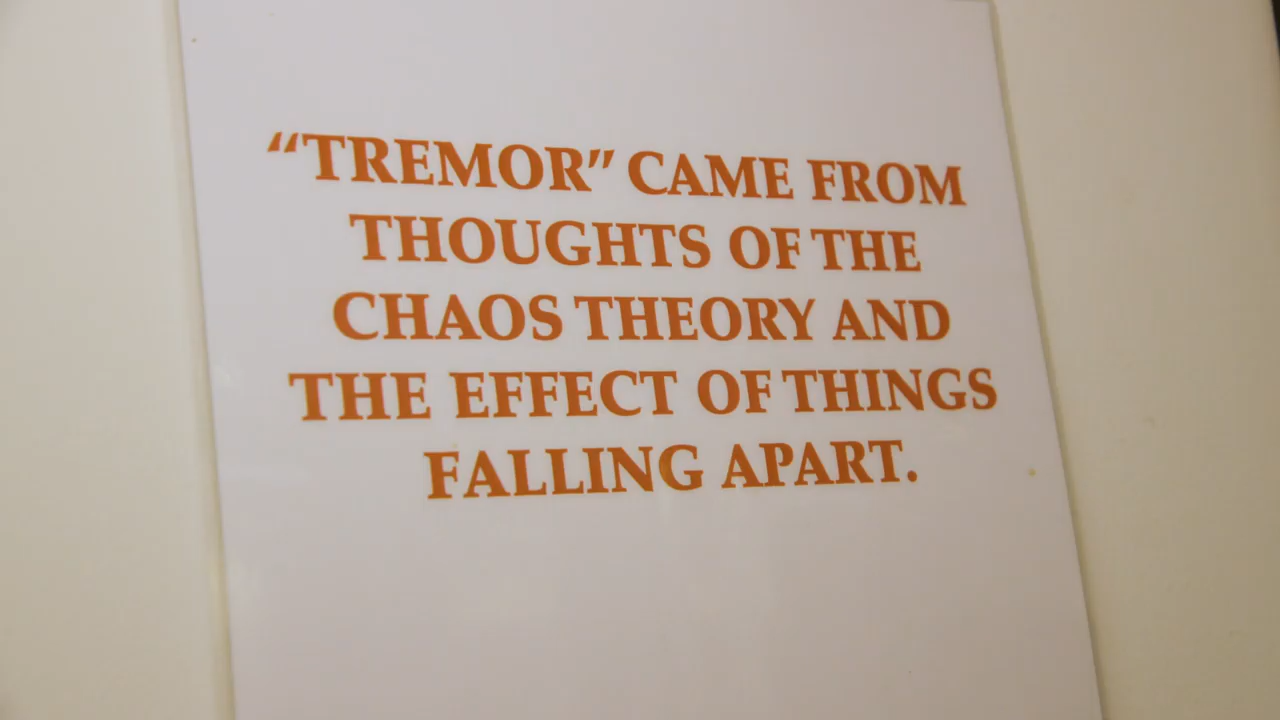 “TREMOR” CAME FROM
THOUGHTS OF THE
CHAOS THEORY AND
THE EFFECT OF THINGS
FALLING APART.